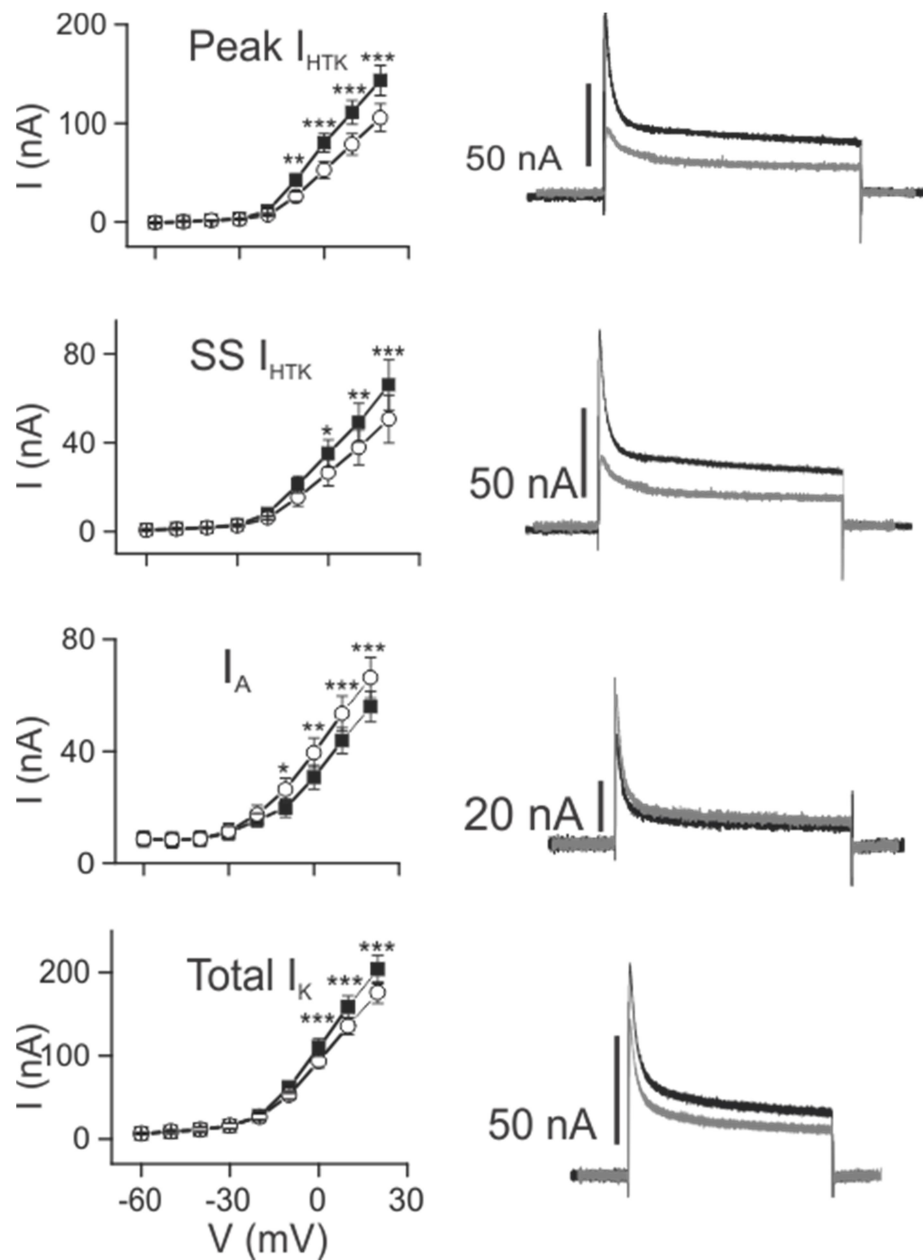 200
Peak I_HTK
***
***
***
**
100
I (nA)
0
50 nA
80
SS I_HTK
***
**
*
40
I (nA)
0
50 nA
80
I_A
***
***
**
*
40
I (nA)
0
20 nA
200
Total I_K
***
***
***
100
I (nA)
0
50 nA
-60 -30 0 30
V (mV)